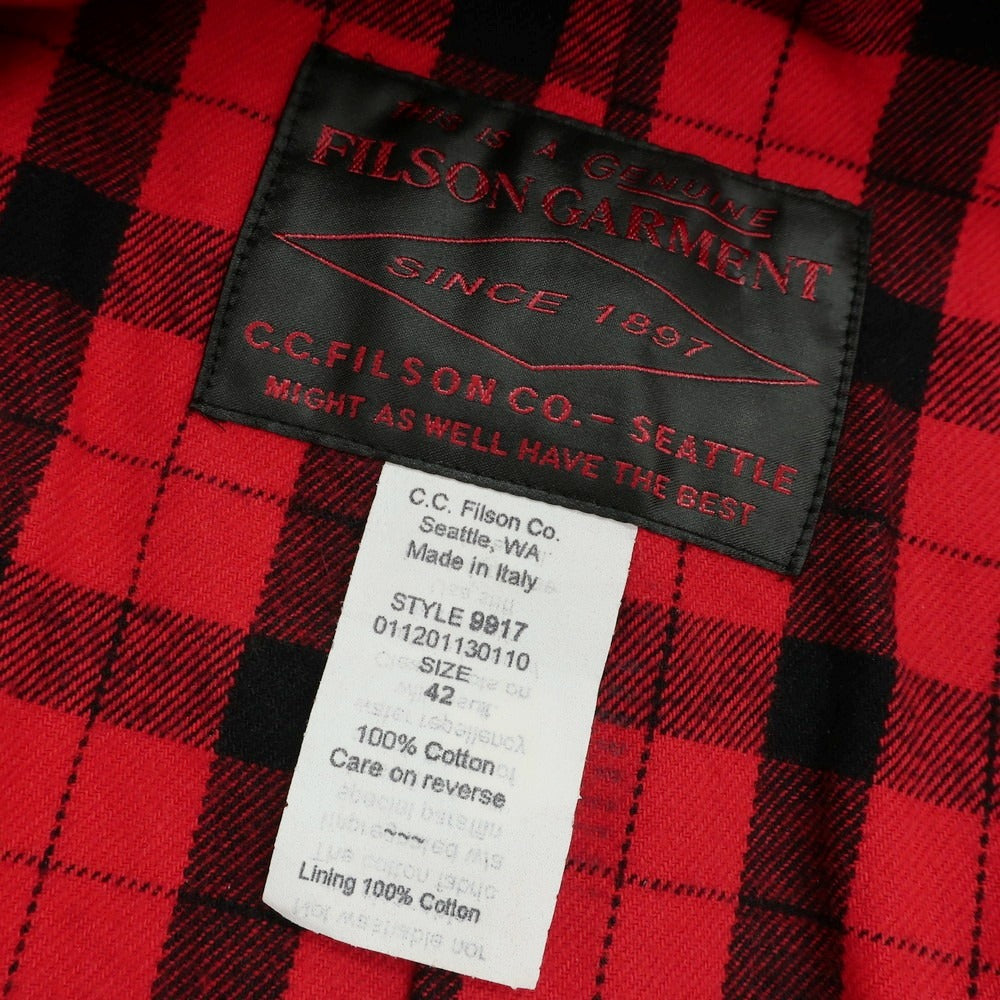 THIS IS A GENUINE
FILSON GARMENT
SINCE 1897
C.C.FILSON CO. – SEATTLE
MIGHT AS WELL HAVE THE BEST
C.C. Filson Co.
Seattle, WA
Made in Italy
STYLE 9917
011201130110
SIZE
42
100% Cotton
Care on reverse
~~~
Lining 100% Cotton